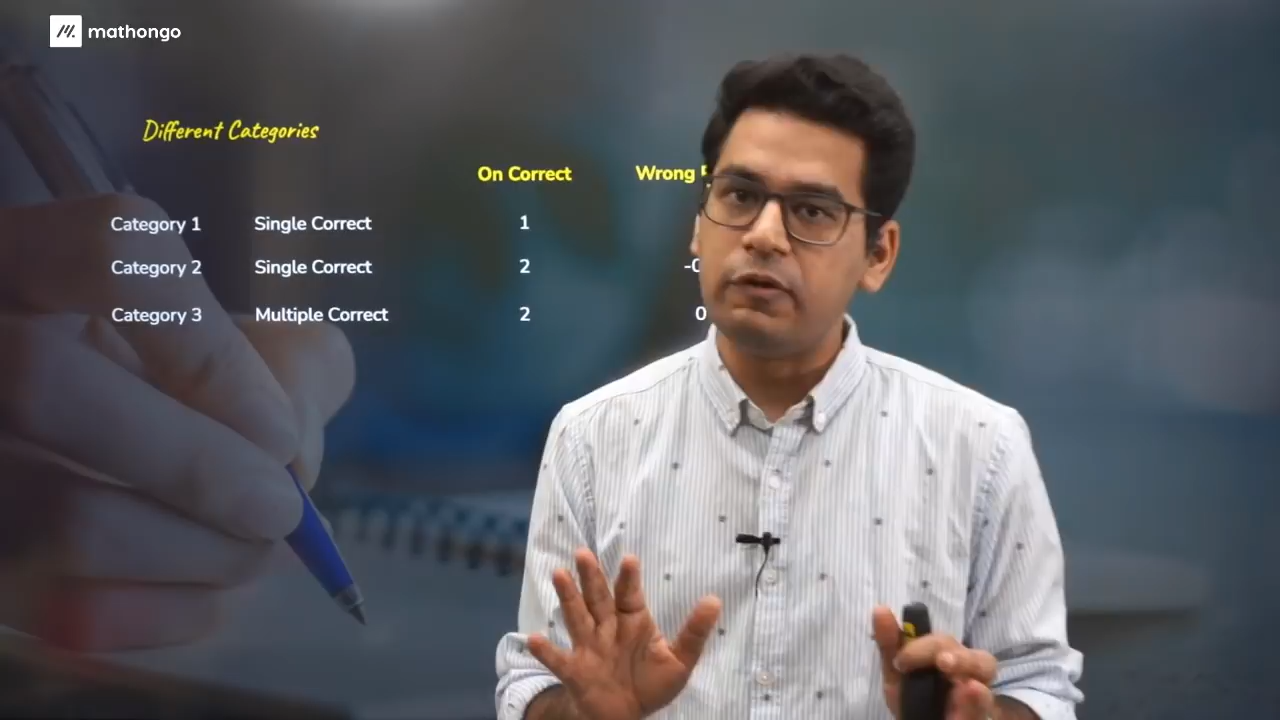 mathongo
Different Categories
On Correct Wrong
Category 1 Single Correct 1
Category 2 Single Correct 2
Category 3 Multiple Correct 2 0